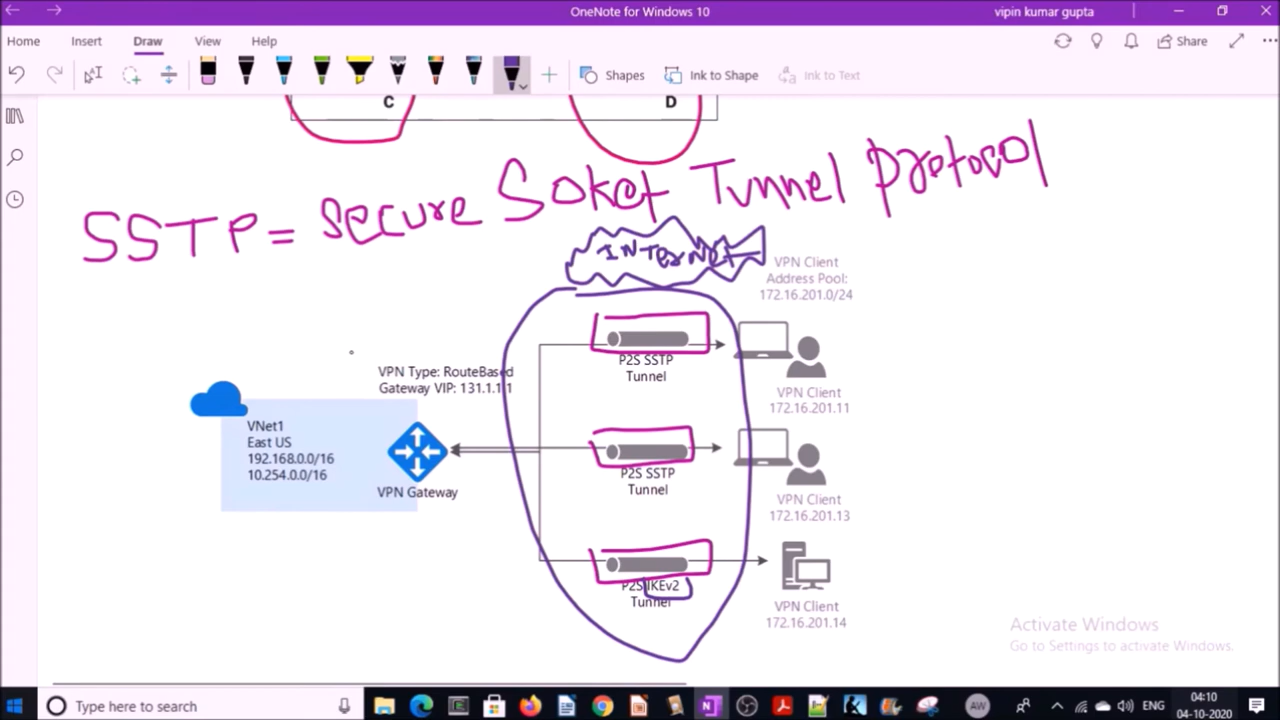 OneNote for Windows 10
vipin kumar gupta
Home Insert Draw View Help
Share
Shapes
Ink to Shape
Ink to Text
C
D
SSTP = Secure Soket Tunnel Protocol
INTerNet
VPN Client
Address Pool:
172.16.201.0/24
P2S SSTP
Tunnel
VPN Type: RouteBased
Gateway VIP: 131.1.1.1
VPN Client
172.16.201.11
VNet1
East US
192.168.0.0/16
10.254.0.0/16
VPN Gateway
P2S SSTP
Tunnel
VPN Client
172.16.201.13
P2S IKEv2
Tunnel
VPN Client
172.16.201.14
Activate Windows
Go to Settings to activate Windows.
Type here to search
AW
ENG
04:10
04-10-2020